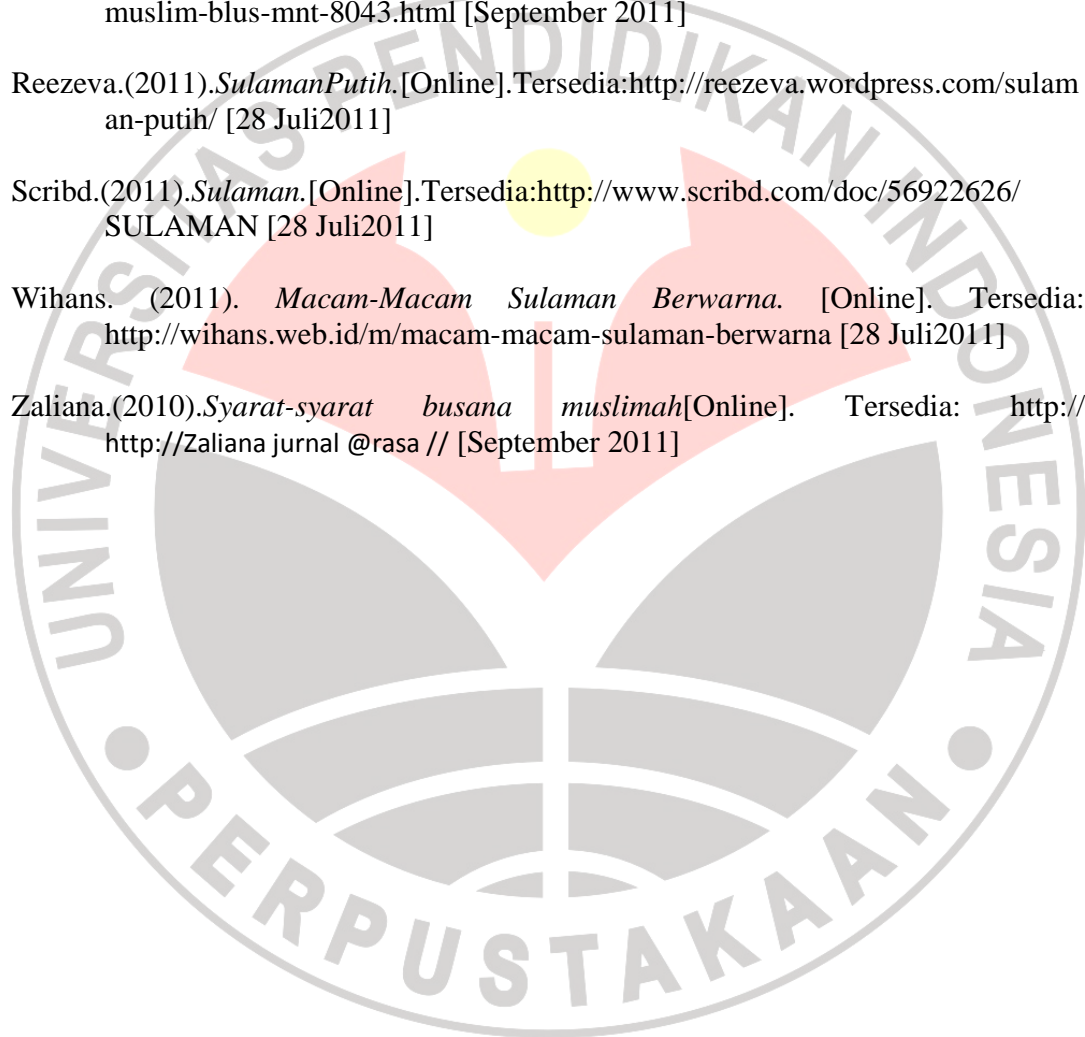 muslim-blus-mnt-8043.html [September 2011]
Reezeva.(2011).SulamanPutih.[Online].Tersedia:http://reezeva.wordpress.com/sulam
an-putih/ [28 Juli2011]
Scribd.(2011).Sulaman.[Online].Tersedia:http://www.scribd.com/doc/56922626/
SULAMAN [28 Juli2011]
Wihans. (2011). Macam-Macam Sulaman Berwarna. [Online]. Tersedia:
http://wihans.web.id/m/macam-macam-sulaman-berwarna [28 Juli2011]
Zaliana.(2010).Syarat-syarat busana muslimah[Online]. Tersedia: http://
http://Zaliana jurnal @rasa // [September 2011]
UNIVERSITAS PENDIDIKAN INDONESIA
PERPUSTAKAAN